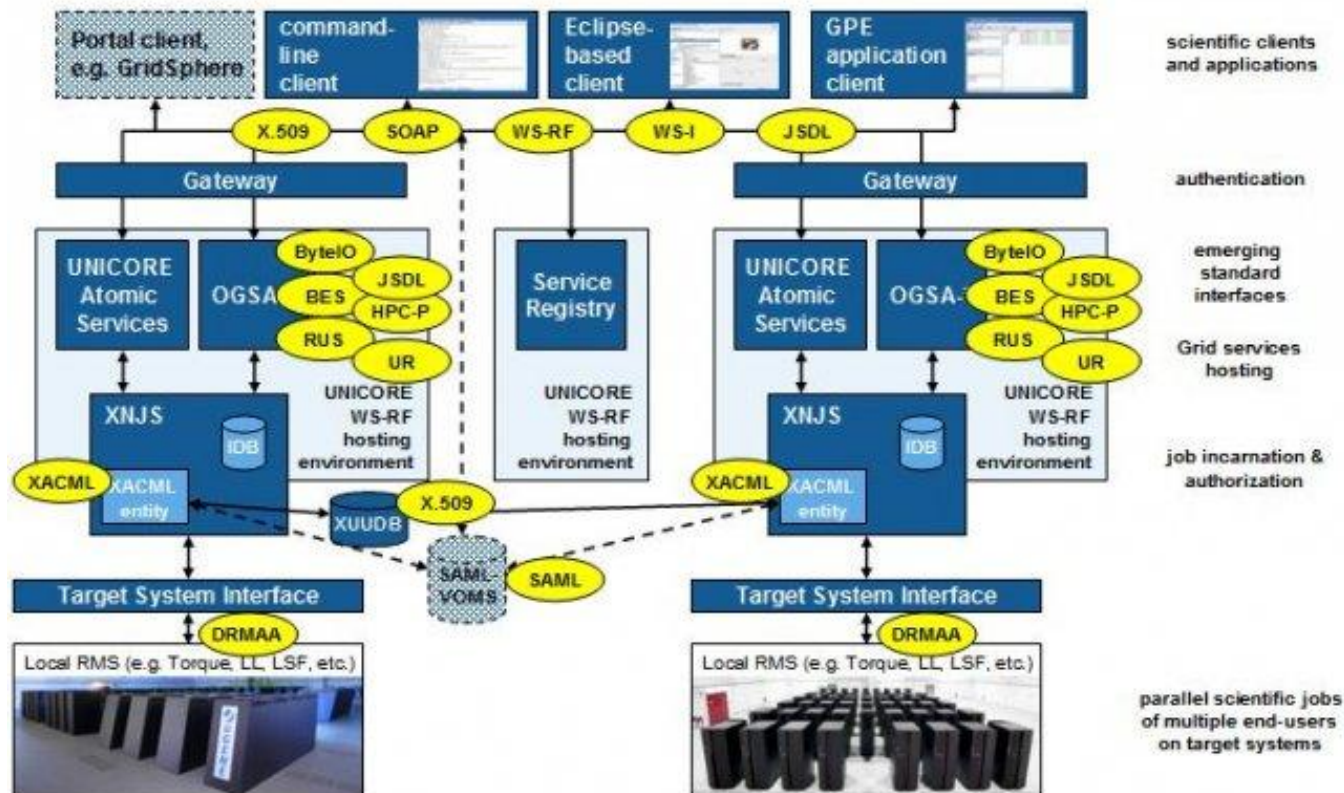 Portal client,
e.g. GridSphere
command-
line
client
Eclipse-
based
client
GPE
application
client
scientific clients
and applications
X.509
SOAP
WS-RF
WS-I
JSDL
Gateway
Gateway
authentication
UNICORE
Atomic
Services
OGSA
ByteIO
JSDL
BES
HPC-P
RUS
UR
Service
Registry
UNICORE
Atomic
Services
OGSA-
ByteIO
JSDL
BES
HPC-P
RUS
UR
emerging
standard
interfaces
Grid services
hosting
UNICORE
WS-RF
hosting
environment
UNICORE
WS-RF
hosting
environment
UNICORE
WS-RF
hosting
environment
XNJS
IDB
XACML
XACML
entity
XUUDB
X.509
XNJS
IDB
XACML
XACML
entity
job incarnation &
authorization
SAML-
VOMS
SAML
Target System Interface
Target System Interface
DRMAA
DRMAA
Local RMS (e.g. Torque, LL, LSF, etc.)
Local RMS (e.g. Torque, LL, LSF, etc.)
parallel scientific jobs
of multiple end-users
on target systems